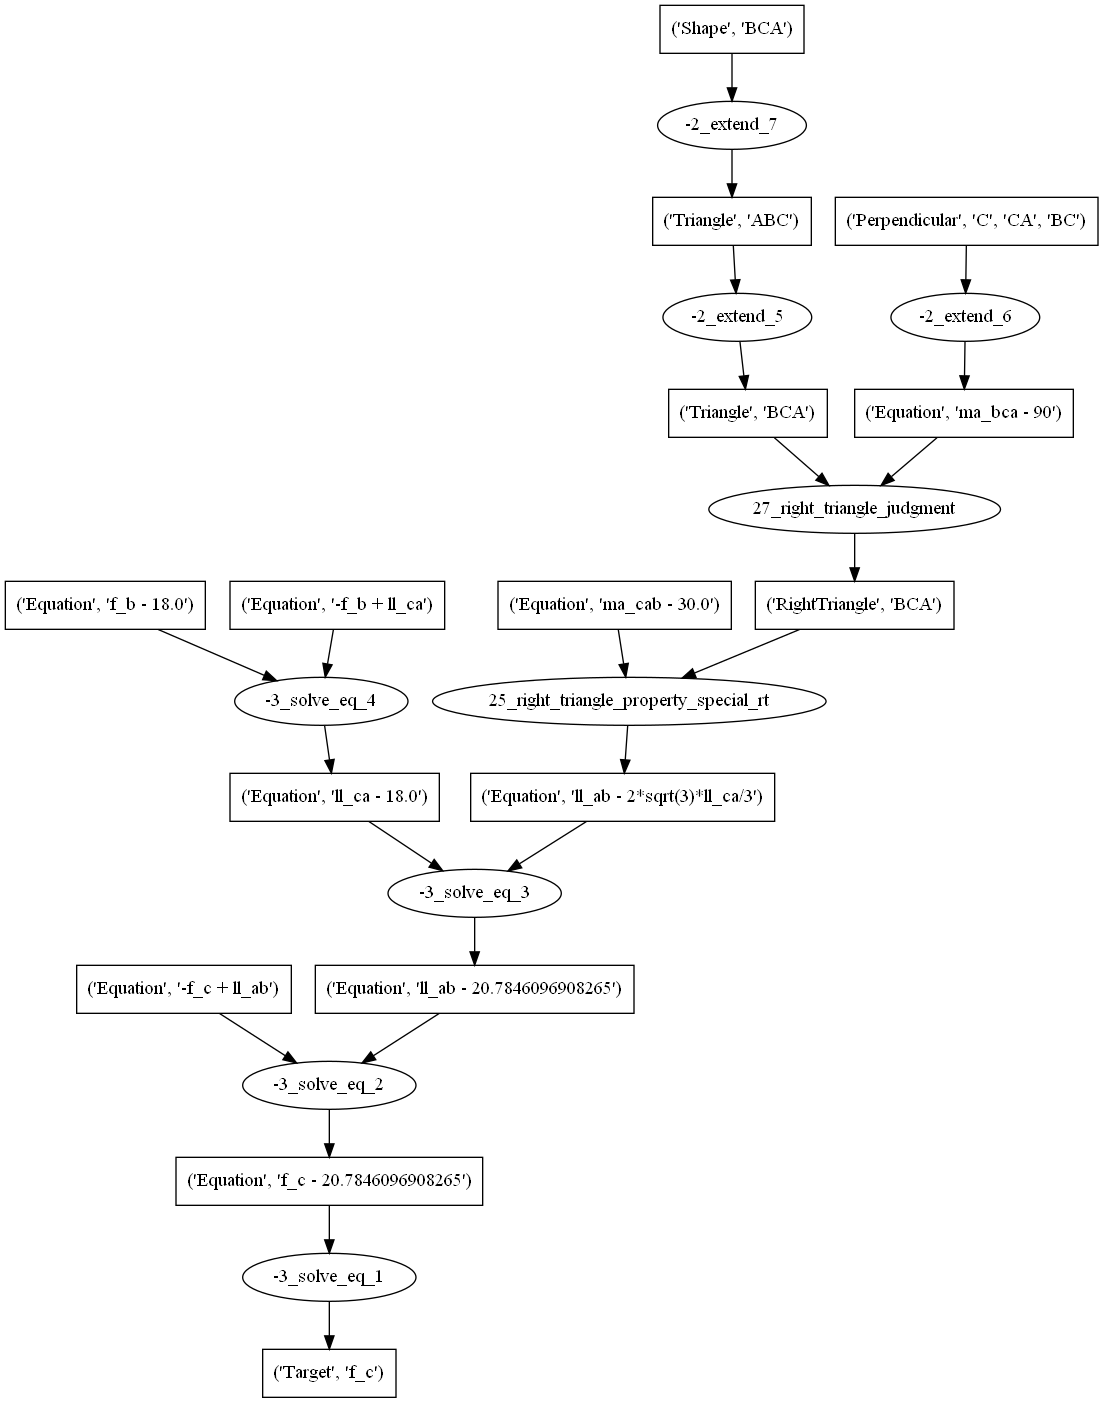 ('Shape', 'BCA')
-2_extend_7
('Triangle', 'ABC')
('Perpendicular', 'C', 'CA', 'BC')
-2_extend_5
-2_extend_6
('Triangle', 'BCA')
('Equation', 'ma_bca - 90')
27_right_triangle_judgment
('Equation', 'f_b - 18.0')
('Equation', '-f_b + ll_ca')
('Equation', 'ma_cab - 30.0')
('RightTriangle', 'BCA')
-3_solve_eq_4
25_right_triangle_property_special_rt
('Equation', 'll_ca - 18.0')
('Equation', 'll_ab - 2*sqrt(3)*ll_ca/3')
-3_solve_eq_3
('Equation', '-f_c + ll_ab')
('Equation', 'll_ab - 20.7846096908265')
-3_solve_eq_2
('Equation', 'f_c - 20.7846096908265')
-3_solve_eq_1
('Target', 'f_c')